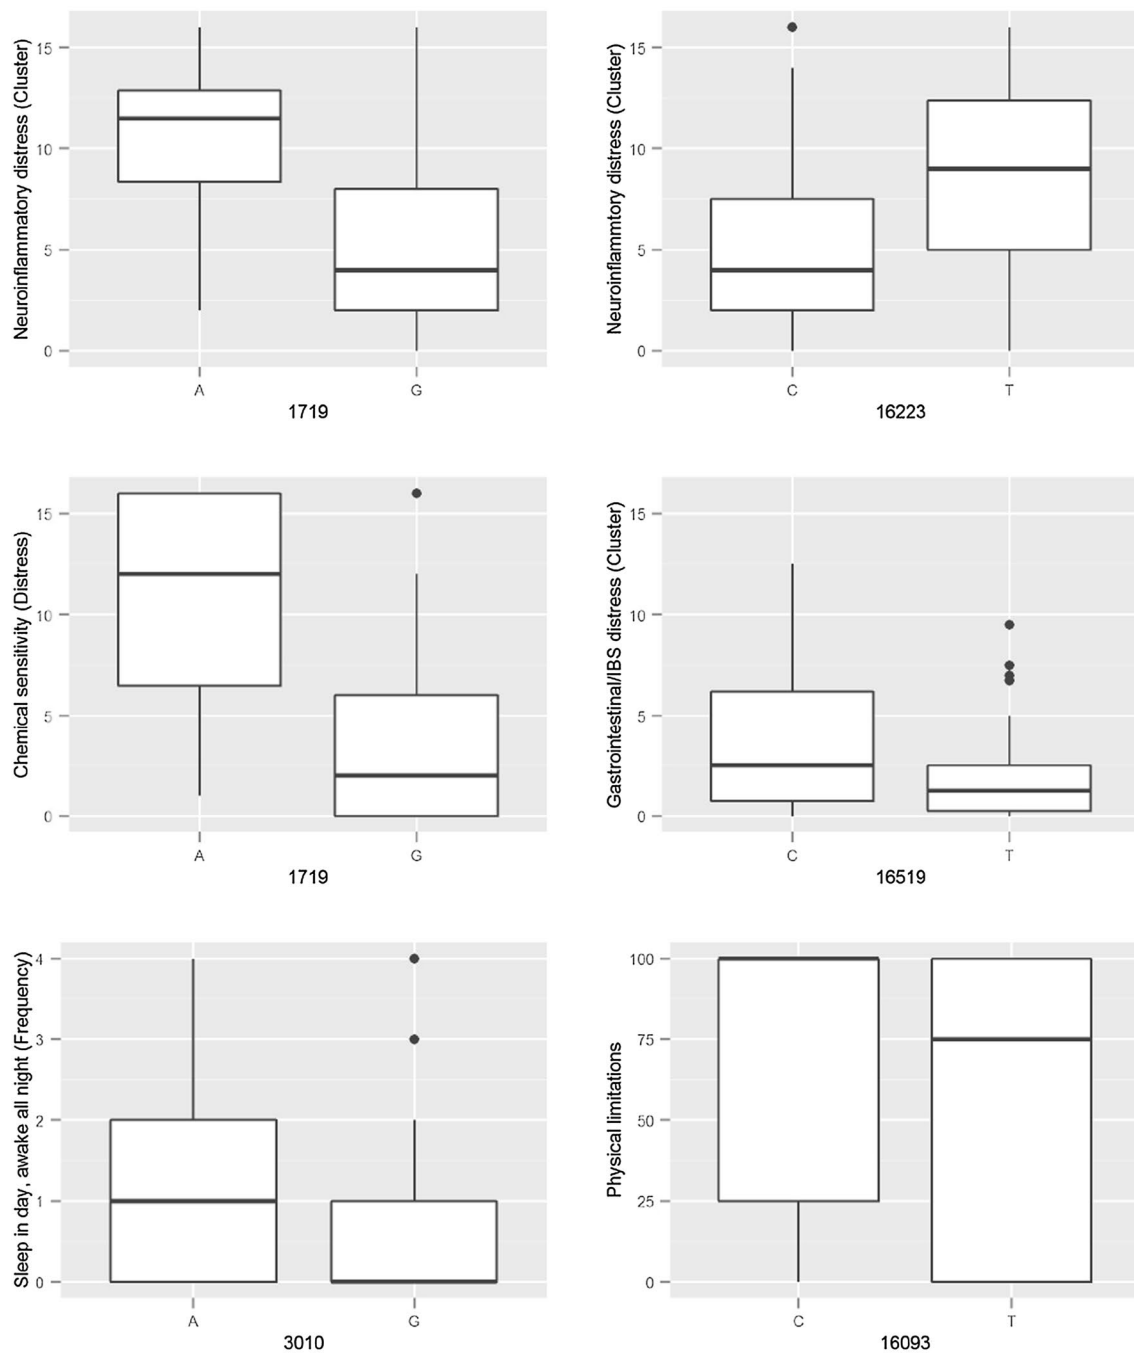 Neuroinflammatory distress (Cluster)
15
10
5
0
A G
1719
Neuroinflammtory distress (Cluster)
15
10
5
0
C T
16223
Chemical sensitivity (Distress)
15
10
5
0
A G
1719
Gastrointestinal/IBS distress (Cluster)
15
10
5
0
C T
16519
Sleep in day, awake all night (Frequency)
4
3
2
1
0
A G
3010
Physical limitations
100
75
50
25
0
C T
16093